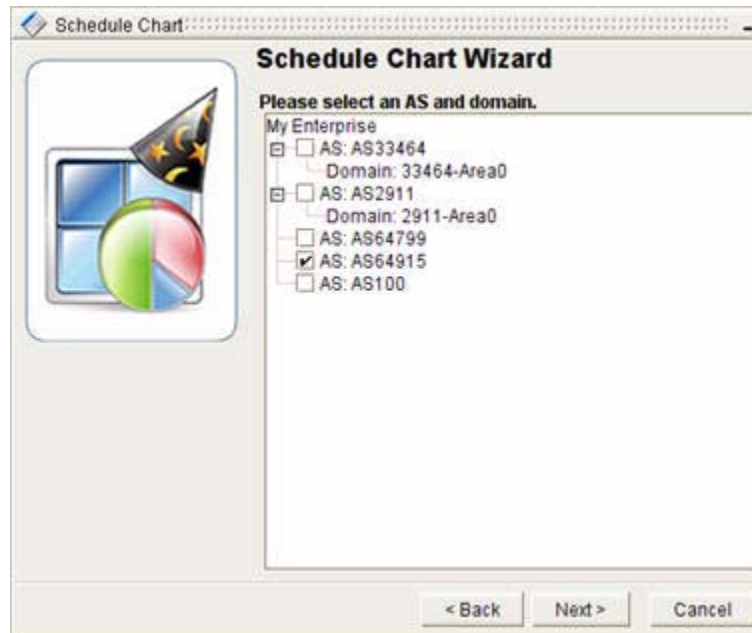 Schedule Chart
Schedule Chart Wizard
Please select an AS and domain.
My Enterprise
AS: AS33464
Domain: 33464-Area0
AS: AS2911
Domain: 2911-Area0
AS: AS64799
AS: AS64915
AS: AS100
< Back
Next >
Cancel